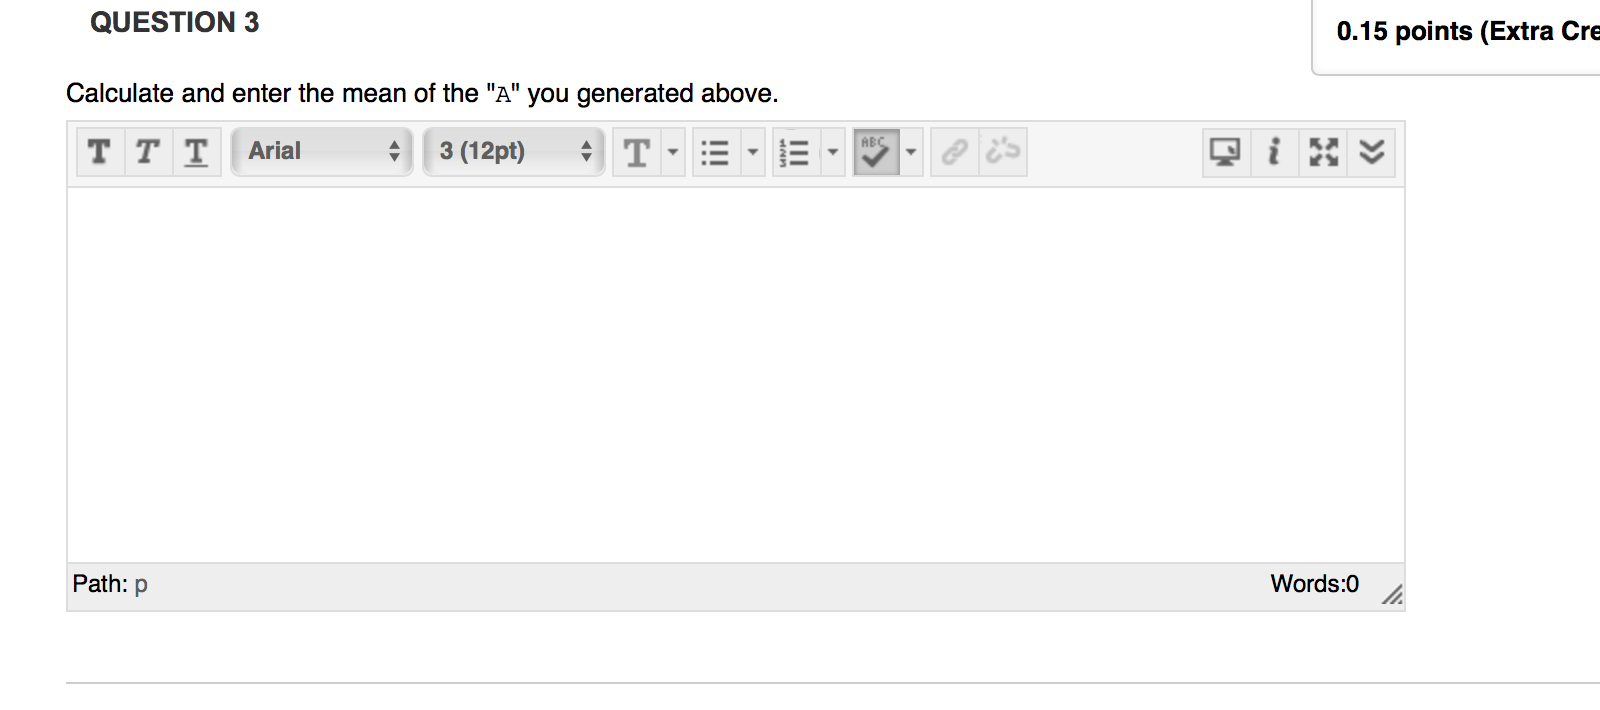 QUESTION 3
0.15 points (Extra Cre
Calculate and enter the mean of the "A" you generated above.
T T T Arial 3 (12pt) T ABC i
Path: p
Words:0